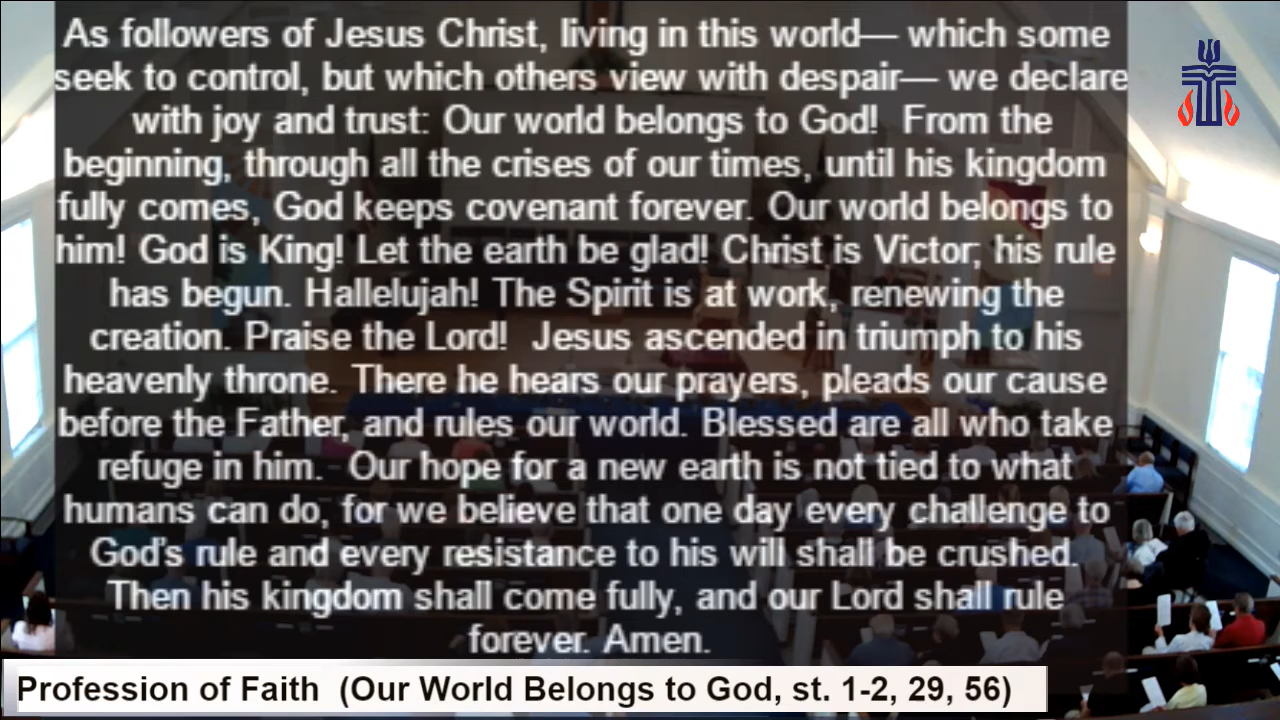 As followers of Jesus Christ, living in this world— which some
seek to control, but which others view with despair— we declare
with joy and trust: Our world belongs to God!  From the
beginning, through all the crises of our times, until his kingdom
fully comes, God keeps covenant forever. Our world belongs to
him! God is King! Let the earth be glad! Christ is Victor; his rule
has begun. Hallelujah! The Spirit is at work, renewing the
creation. Praise the Lord!  Jesus ascended in triumph to his
heavenly throne. There he hears our prayers, pleads our cause
before the Father, and rules our world. Blessed are all who take
refuge in him.  Our hope for a new earth is not tied to what
humans can do, for we believe that one day every challenge to
God's rule and every resistance to his will shall be crushed.
Then his kingdom shall come fully, and our Lord shall rule
forever. Amen.
Profession of Faith  (Our World Belongs to God, st. 1-2, 29, 56)